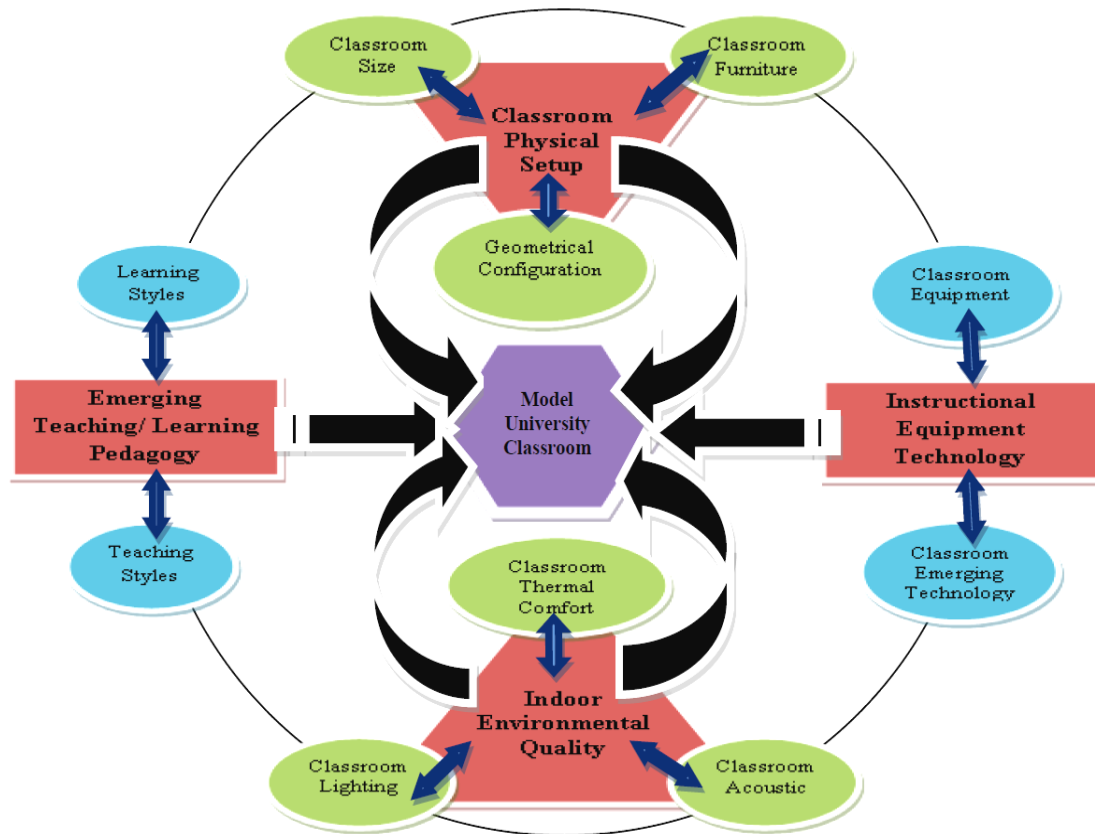 Classroom
Size
Classroom
Furniture
Classroom
Physical
Setup
Geometrical
Configuration
Learning
Styles
Classroom
Equipment
Emerging
Teaching/ Learning
Pedagogy
Model
University
Classroom
Instructional
Equipment
Technology
Teaching
Styles
Classroom
Thermal
Comfort
Classroom
Emerging
Technology
Indoor
Environmental
Quality
Classroom
Lighting
Classroom
Acoustic